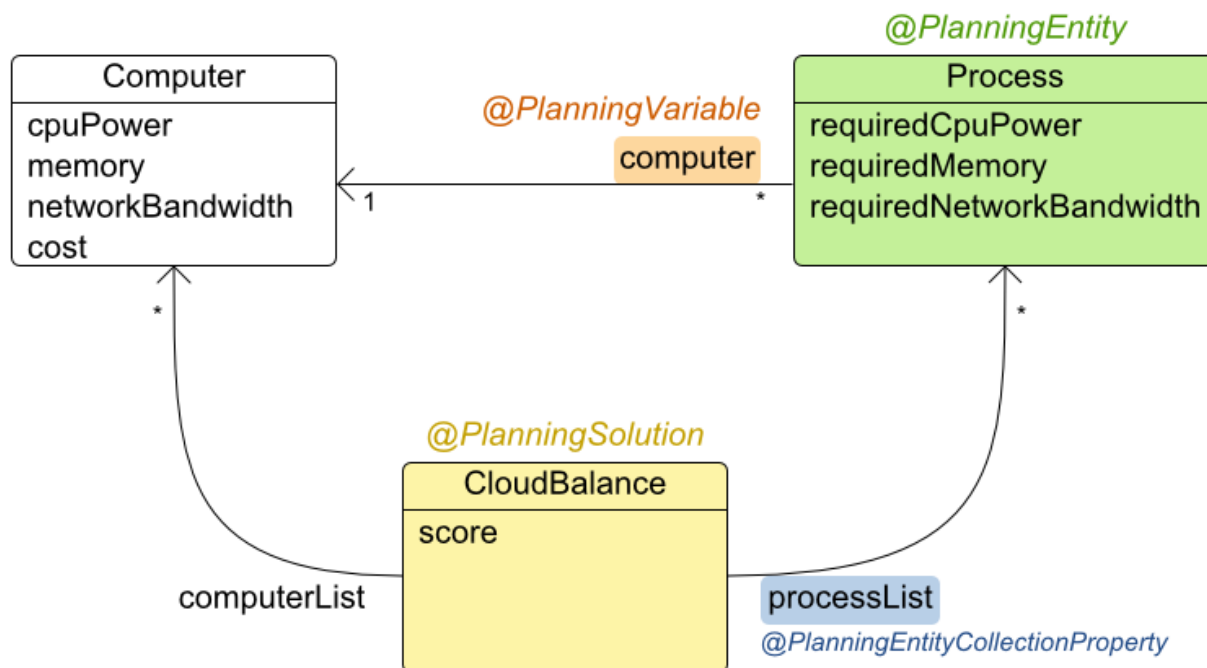 @PlanningEntity
Computer
Process
cpuPower
memory
networkBandwidth
cost
@PlanningVariable
computer
1
*
requiredCpuPower
requiredMemory
requiredNetworkBandwidth
*
*
@PlanningSolution
CloudBalance
score
computerList
processList
@PlanningEntityCollectionProperty